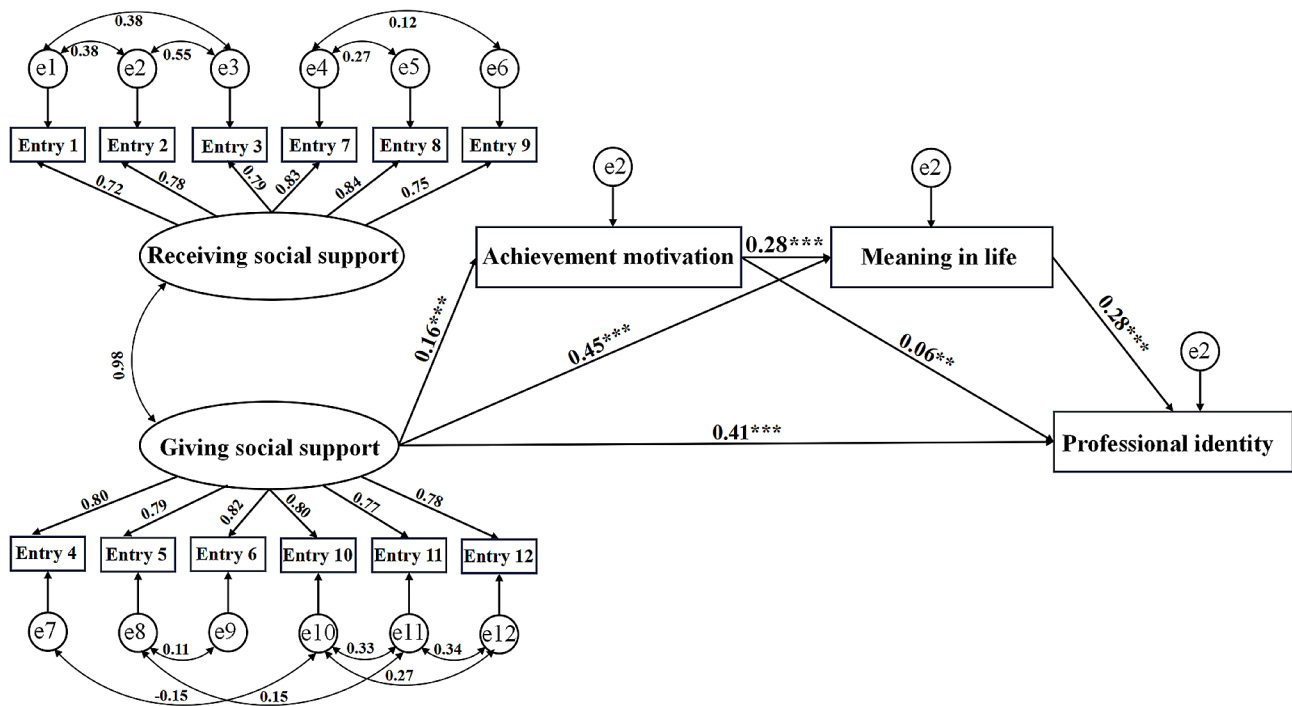 0.38
0.12
0.38
0.55
0.27
e1
e2
e3
e4
e5
e6
Entry 1
Entry 2
Entry 3
Entry 7
Entry 8
Entry 9
0.72
0.78
0.79
0.83
0.84
0.75
e2
e2
Receiving social support
Achievement motivation
0.28***
Meaning in life
0.16***
0.45***
0.06**
0.28***
0.98
e2
Giving social support
0.41***
Professional identity
0.80
0.79
0.82
0.80
0.77
0.78
Entry 4
Entry 5
Entry 6
Entry 10
Entry 11
Entry 12
e7
e8
e9
e10
e11
e12
0.11
0.33
0.34
0.27
-0.15
0.15